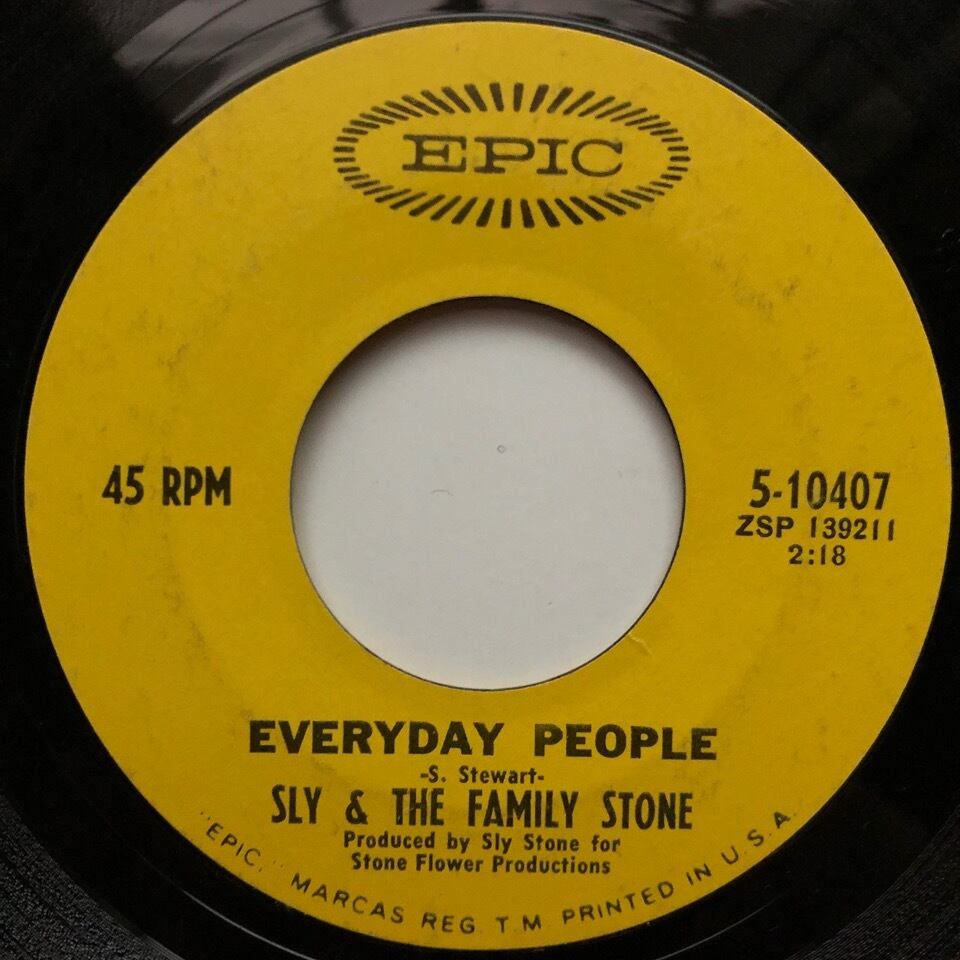 EPIC
45 RPM
5-10407
ZSP 139211
2:18
EVERYDAY PEOPLE
-S. Stewart-
SLY & THE FAMILY STONE
Produced by Sly Stone for
Stone Flower Productions
"EPIC," MARCAS REG. T.M. PRINTED IN U.S.A.